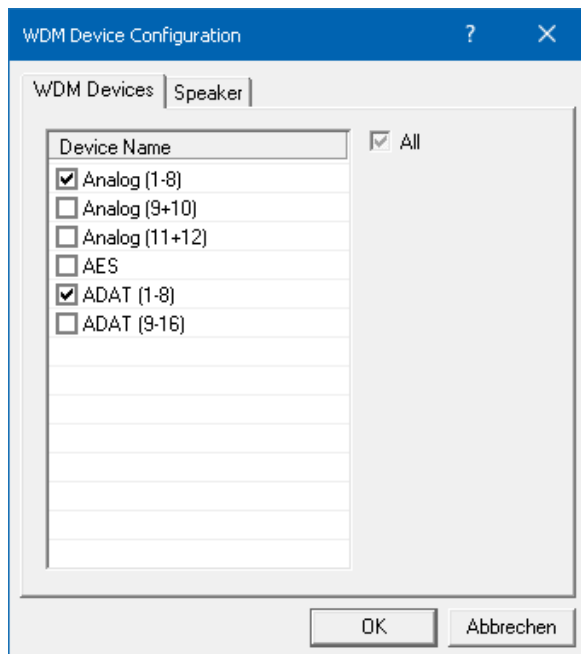 WDM Device Configuration ?
WDM Devices Speaker
Device Name
All
Analog (1-8)
Analog (9+10)
Analog (11+12)
AES
ADAT (1-8)
ADAT (9-16)
OK Abbrechen